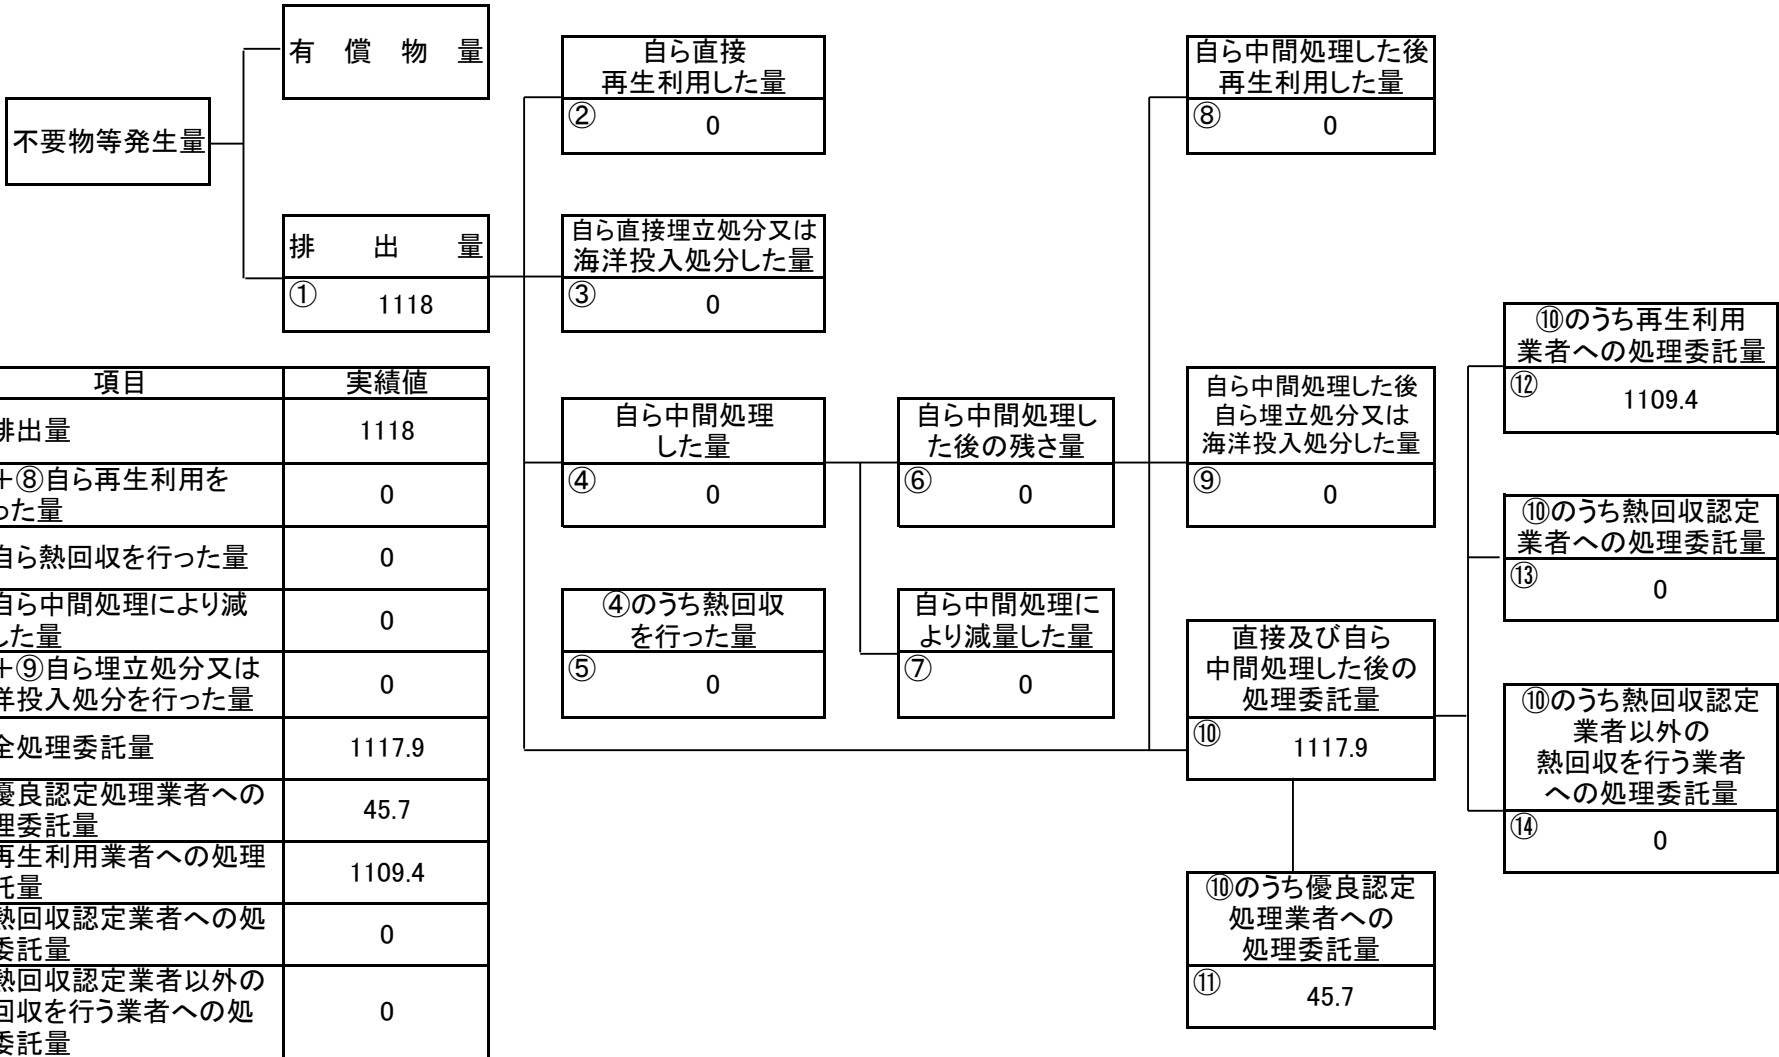 有償物量
不要物等発生量
排出量
① 1118
自ら直接
再生利用した量
② 0
自ら直接埋立処分又は
海洋投入処分した量
③ 0
自ら中間処理
した量
④ 0
④のうち熱回収
を行った量
⑤ 0
自ら中間処理し
た後の残さ量
⑥ 0
自ら中間処理に
より減量した量
⑦ 0
自ら中間処理した後
再生利用した量
⑧ 0
自ら中間処理した後
自ら埋立処分又は
海洋投入処分した量
⑨ 0
直接及び自ら
中間処理した後の
処理委託量
⑩ 1117.9
⑩のうち優良認定
処理業者への
処理委託量
⑪ 45.7
⑩のうち再生利用
業者への処理委託量
⑫ 1109.4
⑩のうち熱回収認定
業者への処理委託量
⑬ 0
⑩のうち熱回収認定
業者以外の
熱回収を行う業者
への処理委託量
⑭ 0
項目 実績値
排出量 1118
+⑧自ら再生利用を
った量 0
自ら熱回収を行った量 0
自ら中間処理により減
した量 0
+⑨自ら埋立処分又は
洋投入処分を行った量 0
全処理委託量 1117.9
優良認定処理業者への
理委託量 45.7
再生利用業者への処理
託量 1109.4
熱回収認定業者への処
委託量 0
熱回収認定業者以外の
回収を行う業者への処
委託量 0